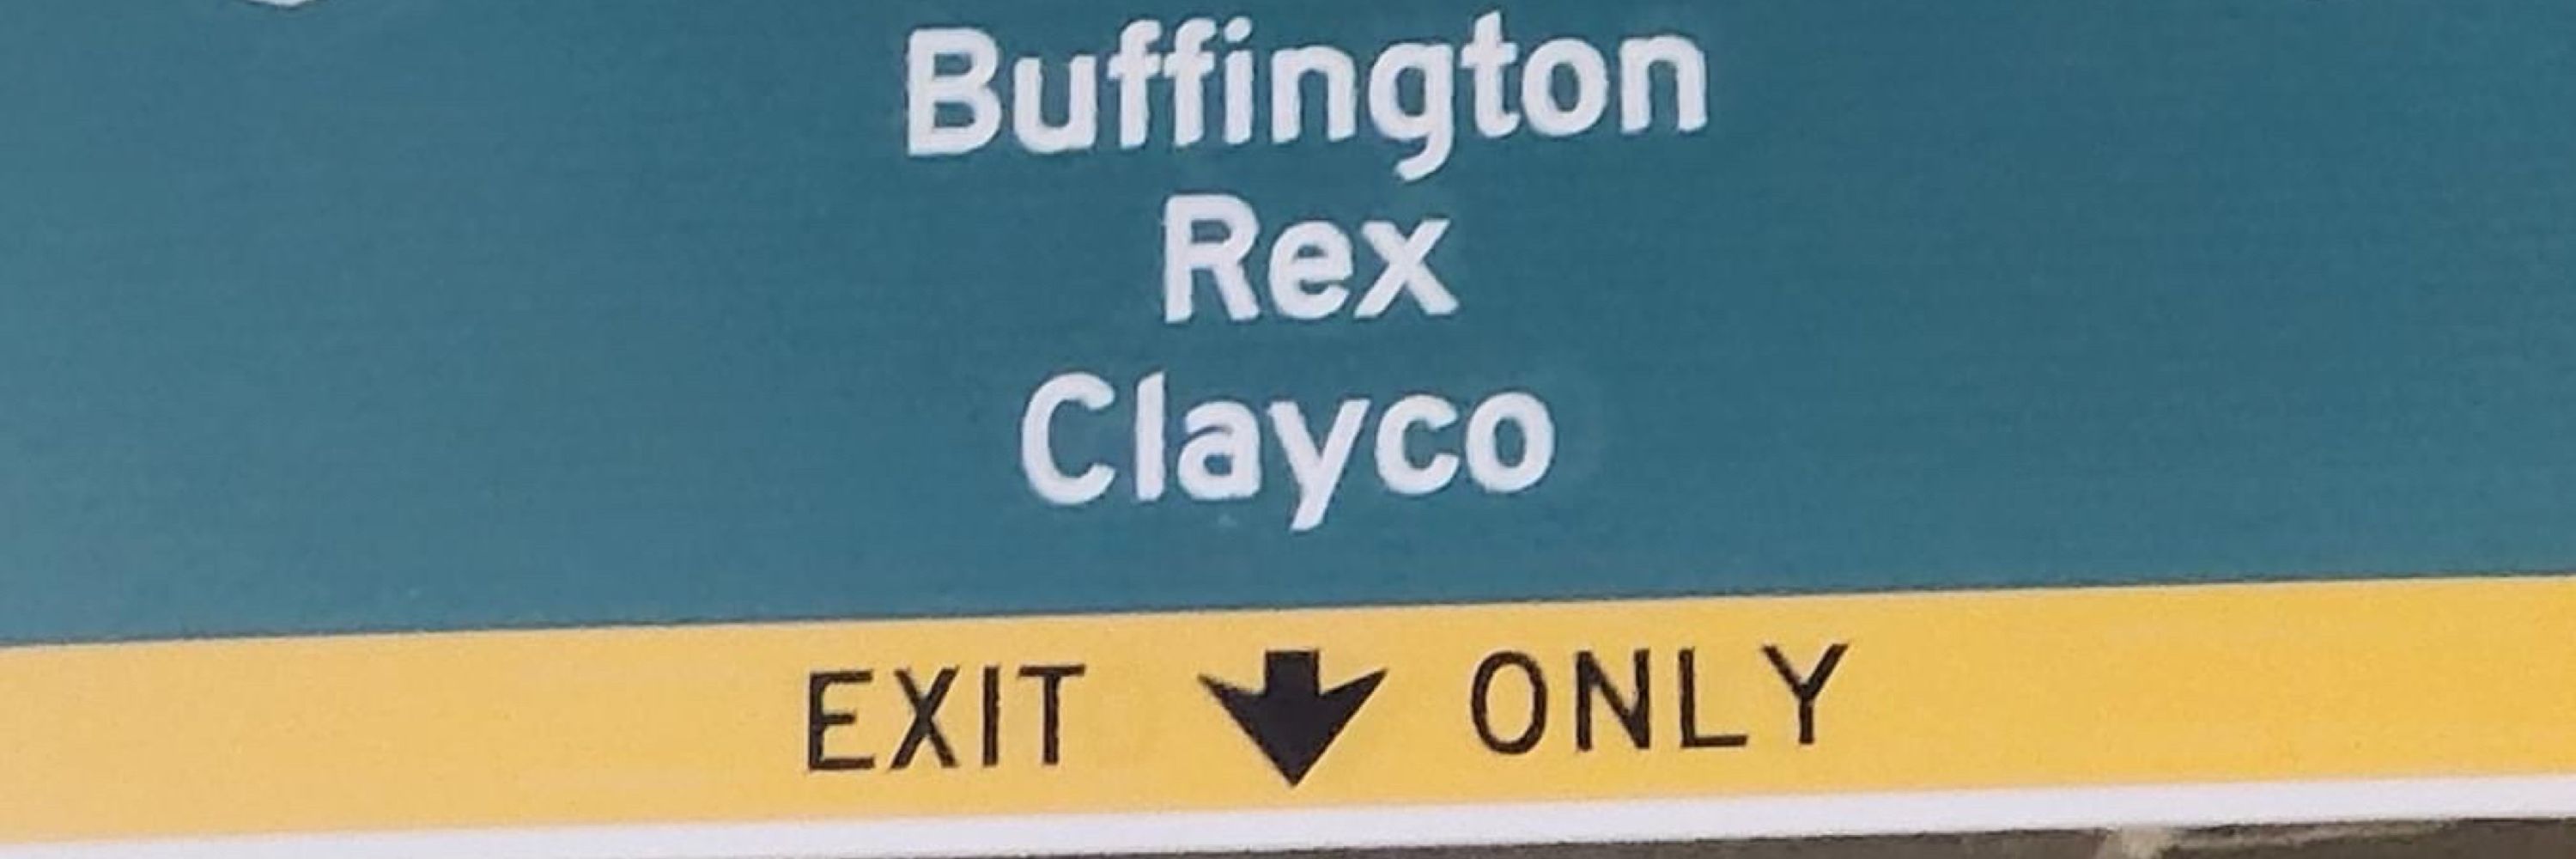 Buffington
Rex
Clayco
EXIT ONLY